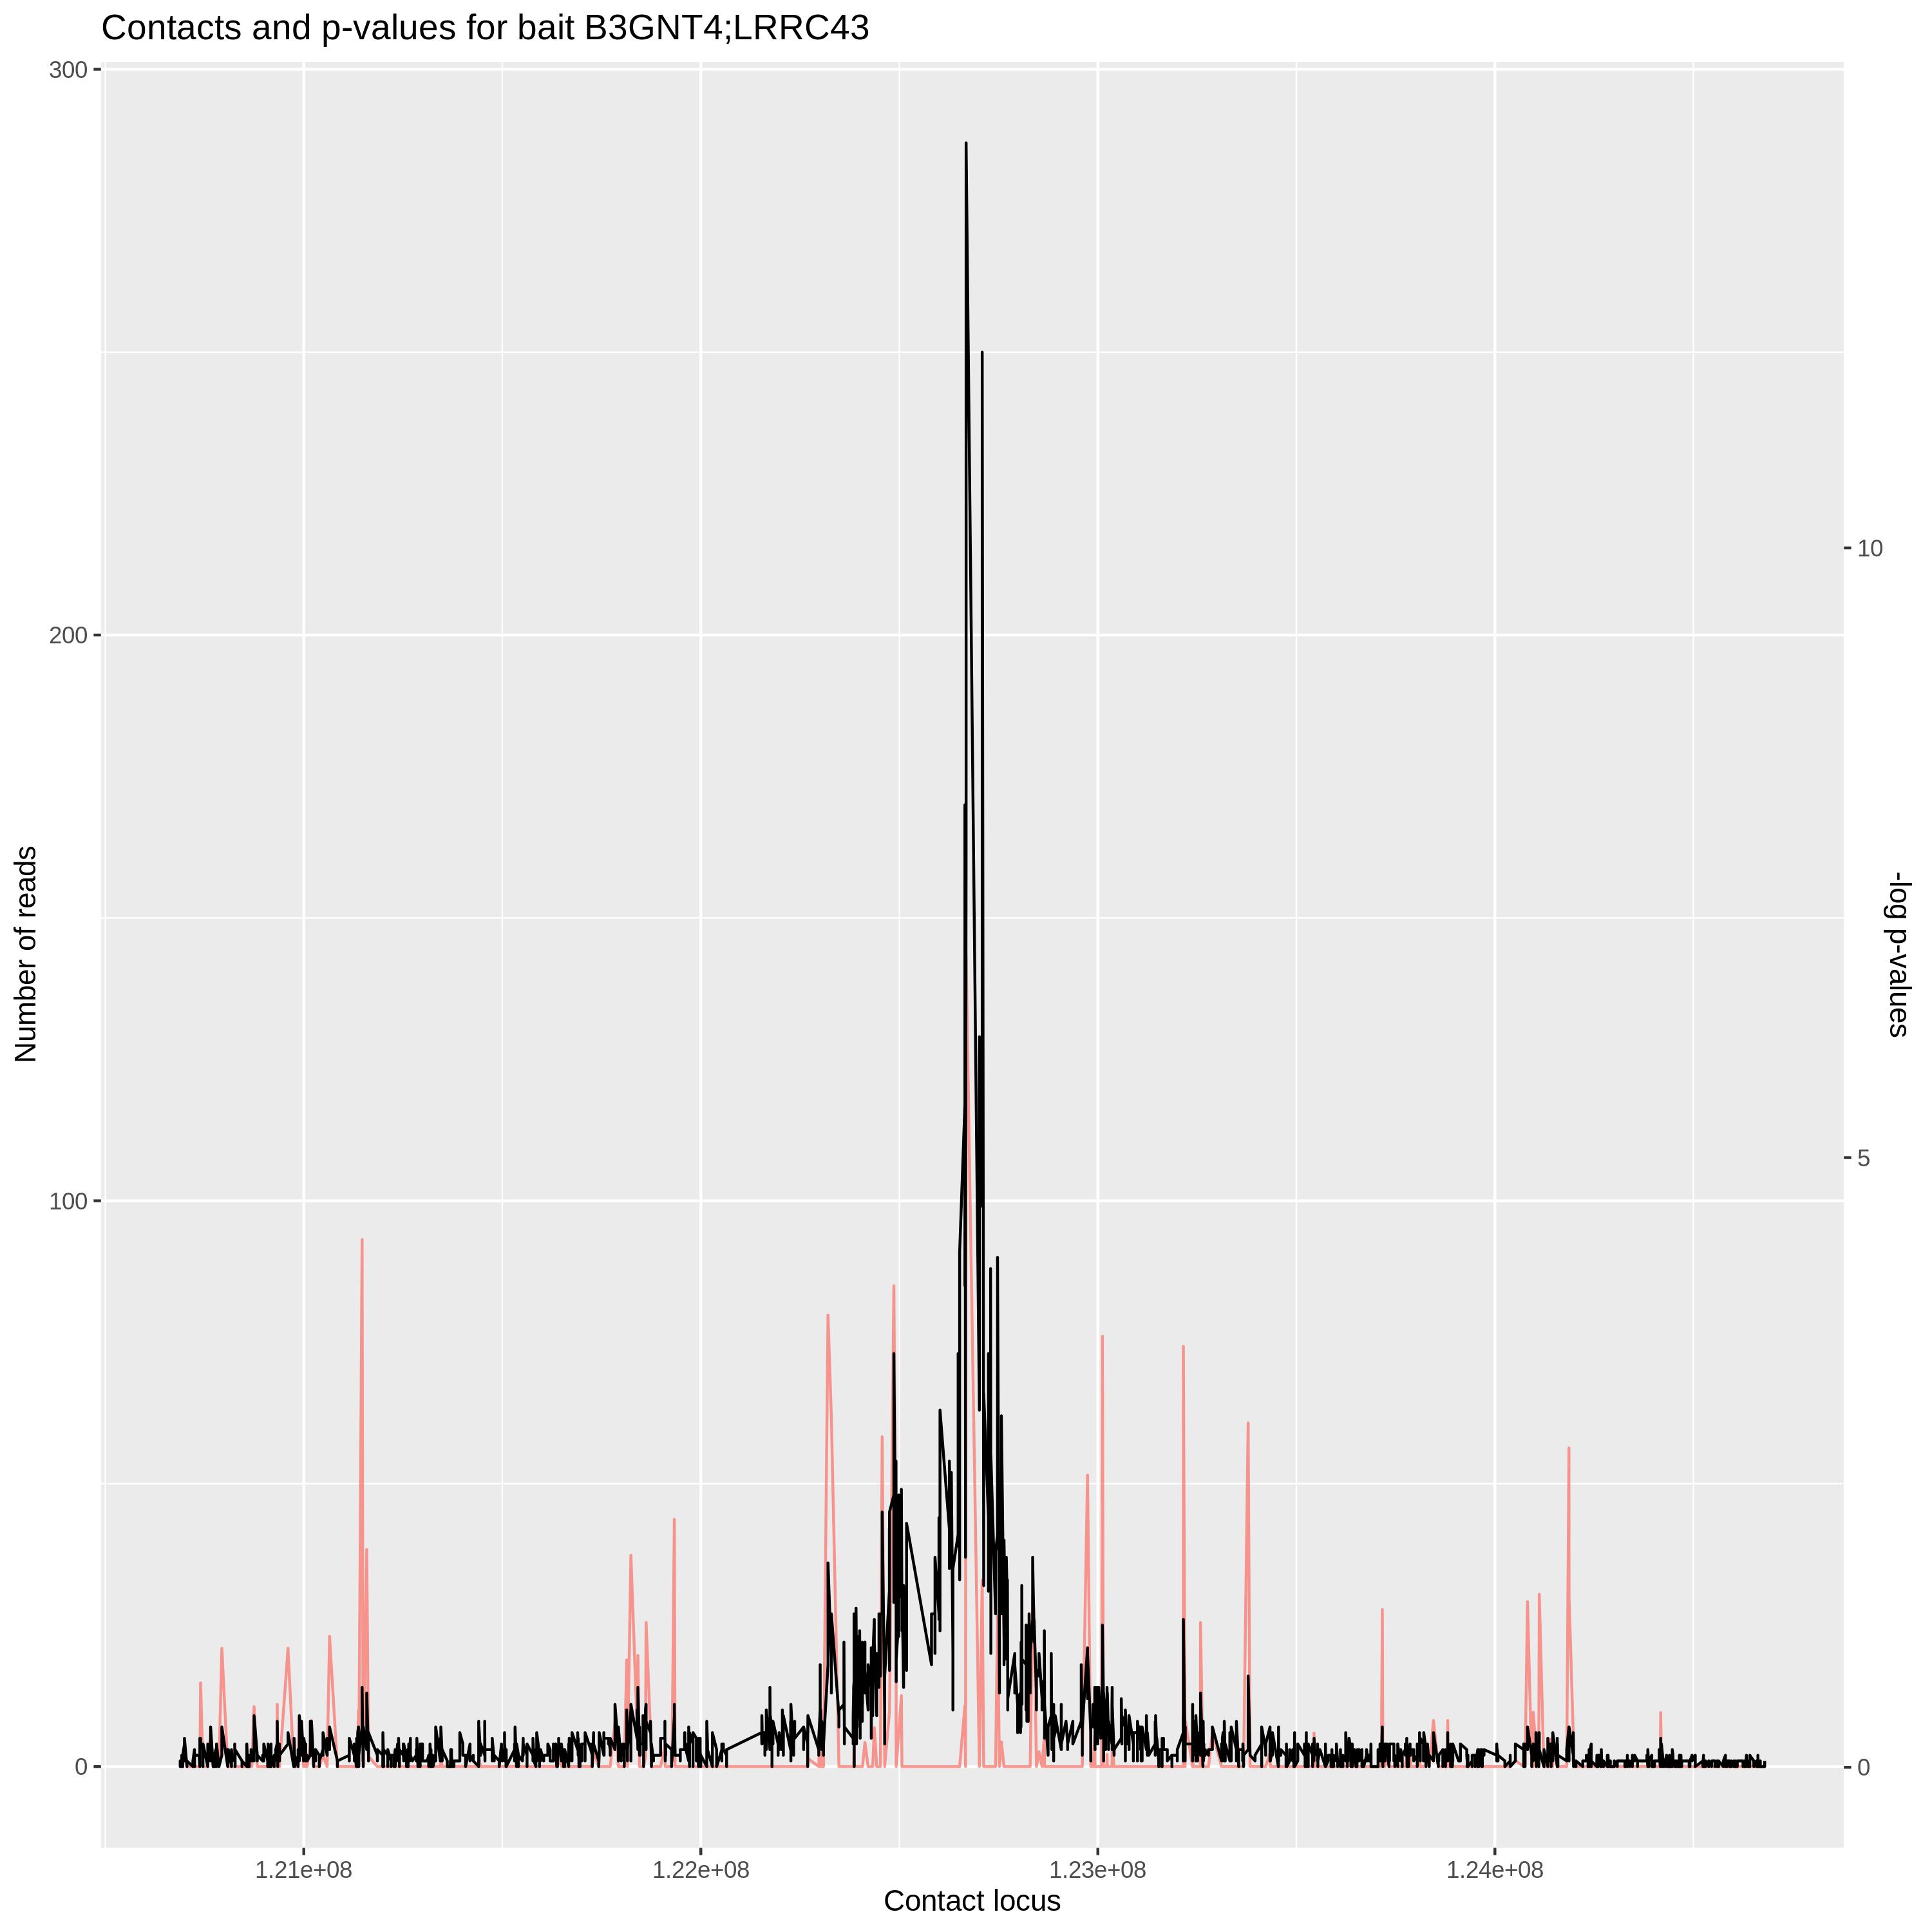 Contacts and p-values for bait B3GNT4;LRRC43
300
200
100
0
Number of reads
10
5
0
-log p-values
1.21e+08
1.22e+08
1.23e+08
1.24e+08
Contact locus